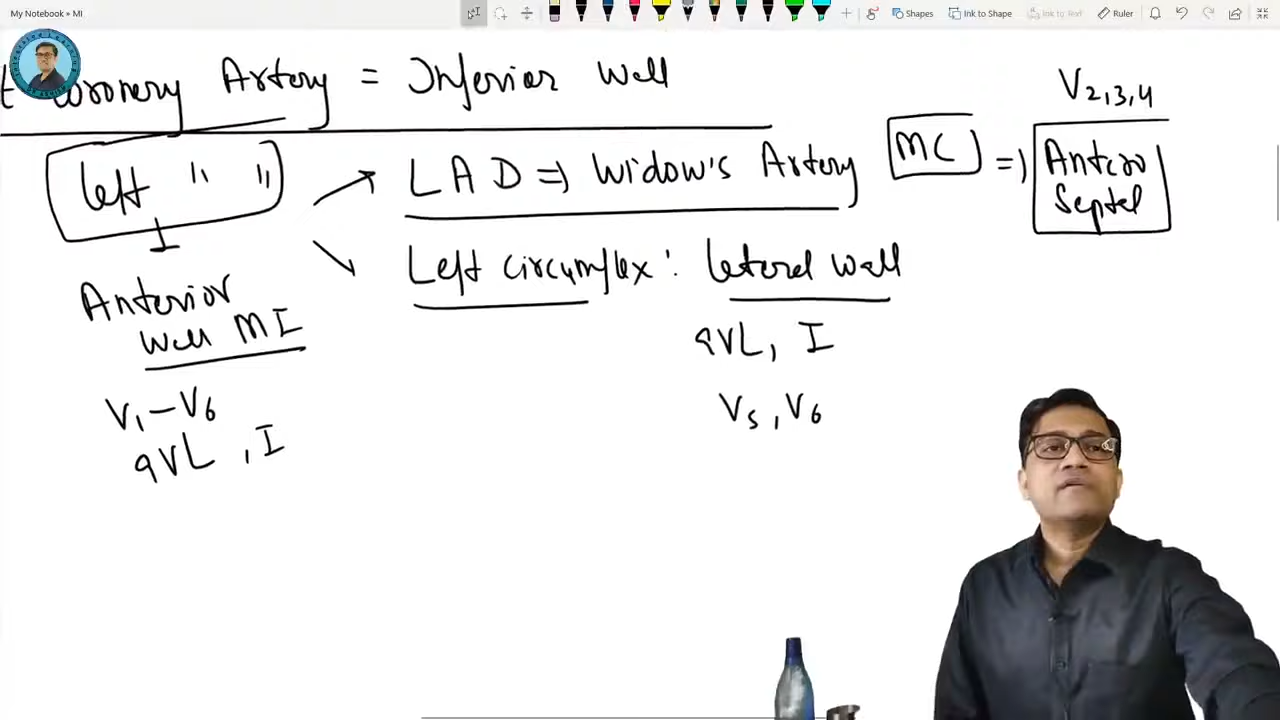 My Notebook » MI
Shapes
Ink to Shape
Ink to Text
Ruler
t Coronery Artery = Inferior Wall
V2,3,4
left " "
LAD ⇒ Widow's Artery
MC ⇒ Antero
Septal
Left circumflex : lateral wall
Anterior
Wall MI
aVL, I
V1 – V6
V5, V6
aVL, I